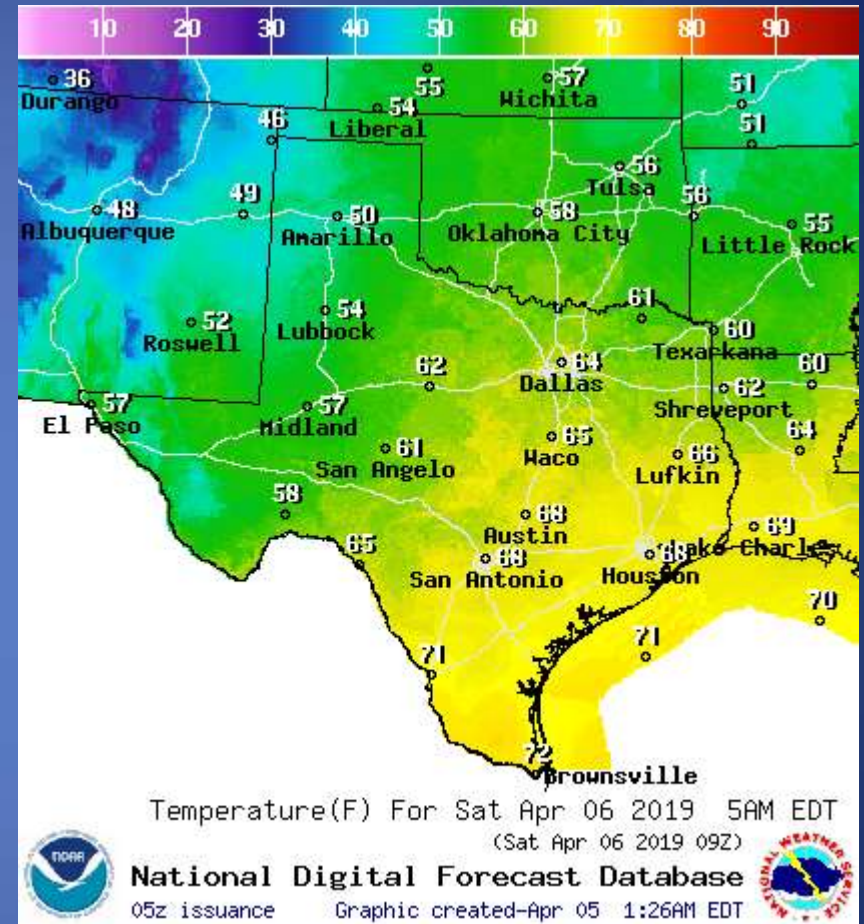 10 20 30 40 50 60 70 80 90
36
Durango
55
57
Wichita
51
54
Liberal
46
51
56
Tulsa
48
Albuquerque
49
50
Amarillo
58
Oklahoma City
56
55
Little Rock
52
Roswell
54
Lubbock
61
60
Texarkana
64
Dallas
62
62
Shreveport
60
57
El Paso
57
Midland
61
San Angelo
65
Waco
66
Lufkin
64
58
68
Austin
69
Lake Charles
65
68
San Antonio
68
Houston
70
71
71
72
Brownsville
Temperature(F) For Sat Apr 06 2019 5AM EDT
(Sat Apr 06 2019 09Z)
NOAA
National Digital Forecast Database
05z issuance Graphic created-Apr 05 1:26AM EDT
NATIONAL WEATHER SERVICE